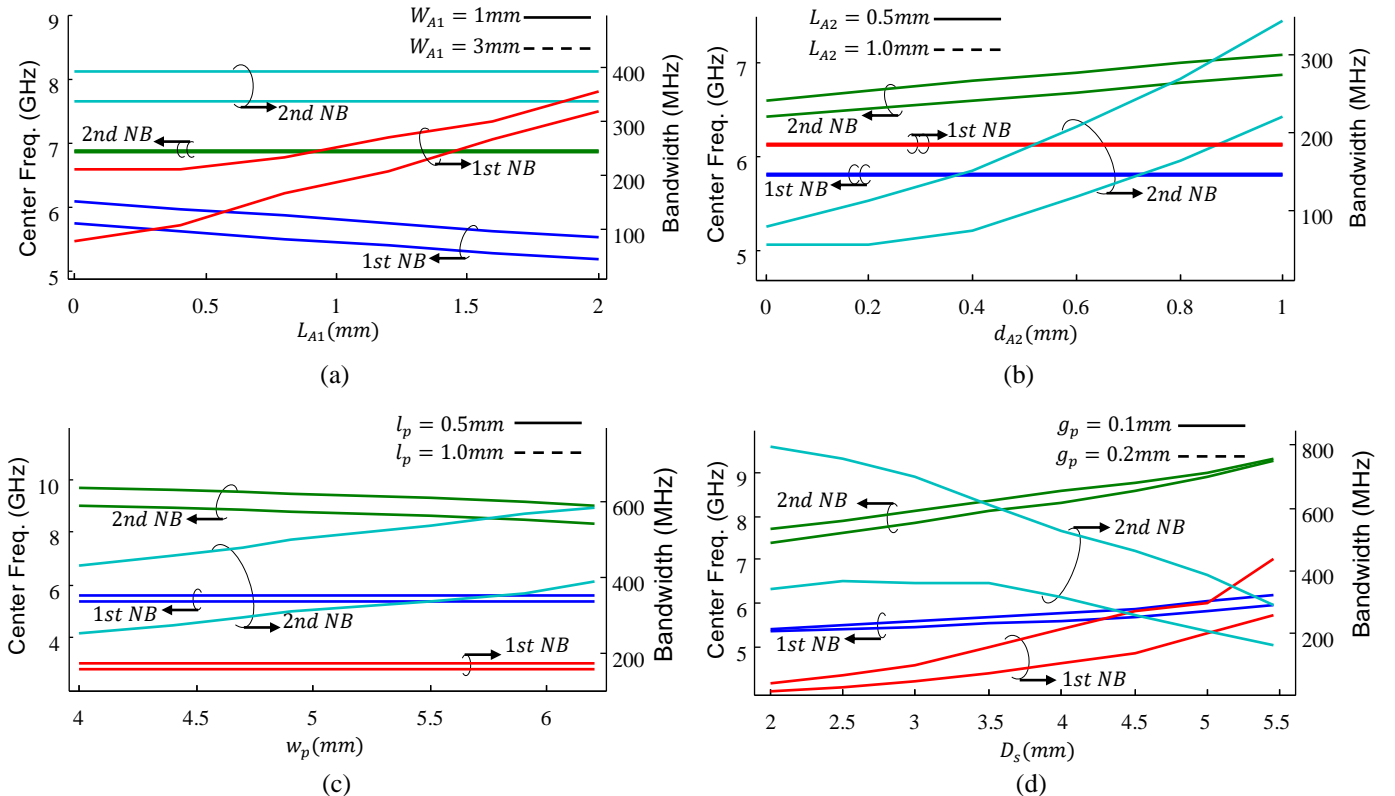 W_A1 = 1mm
W_A1 = 3mm
9
8
7
6
5
Center Freq. (GHz)
400
300
200
100
Bandwidth (MHz)
2nd NB
2nd NB
1st NB
1st NB
0 0.5 1 1.5 2
L_A1(mm)
(a)
L_A2 = 0.5mm
L_A2 = 1.0mm
7
6
5
Center Freq. (GHz)
300
200
100
Bandwidth (MHz)
2nd NB
1st NB
1st NB
2nd NB
0 0.2 0.4 0.6 0.8 1
d_A2(mm)
(b)
l_p = 0.5mm
l_p = 1.0mm
10
8
6
4
Center Freq. (GHz)
600
400
200
Bandwidth (MHz)
2nd NB
1st NB
2nd NB
1st NB
4 4.5 5 5.5 6
w_p(mm)
(c)
g_p = 0.1mm
g_p = 0.2mm
9
8
7
6
5
Center Freq. (GHz)
800
600
400
200
Bandwidth (MHz)
2nd NB
2nd NB
1st NB
1st NB
2 2.5 3 3.5 4 4.5 5 5.5
D_s(mm)
(d)